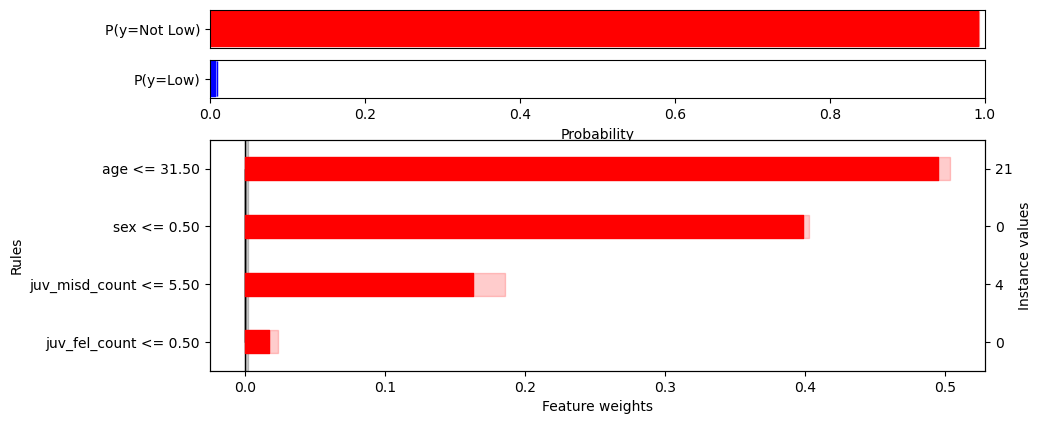 P(y=Not Low)
P(y=Low)
0.0 0.2 0.4 0.6 0.8 1.0
Probability
age <= 31.50 21
sex <= 0.50 0
juv_misd_count <= 5.50 4
juv_fel_count <= 0.50 0
Rules
Instance values
0.0 0.1 0.2 0.3 0.4 0.5
Feature weights